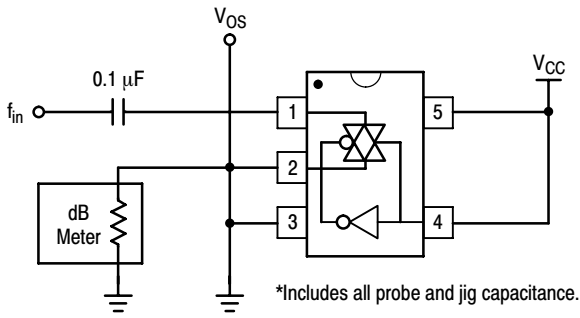 V_OS
V_CC
0.1 μF
f_in
1
5
2
dB
Meter
3
4
*Includes all probe and jig capacitance.